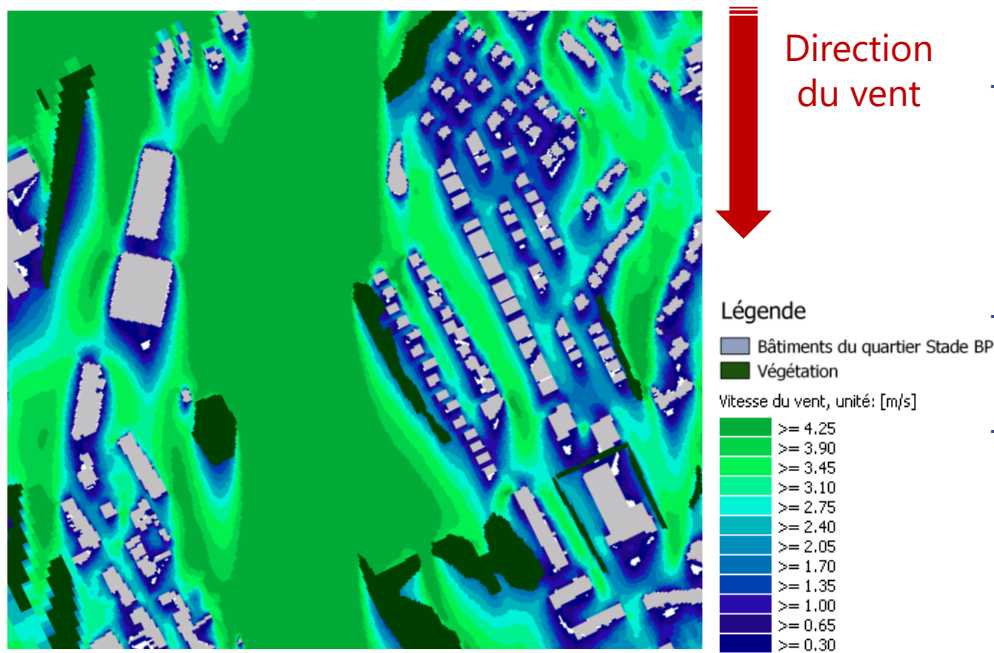 Direction
du vent
Légende
Bâtiments du quartier Stade BP
Végétation
Vitesse du vent, unité: [m/s]
>= 4.25
>= 3.90
>= 3.45
>= 3.10
>= 2.75
>= 2.40
>= 2.05
>= 1.70
>= 1.35
>= 1.00
>= 0.65
>= 0.30